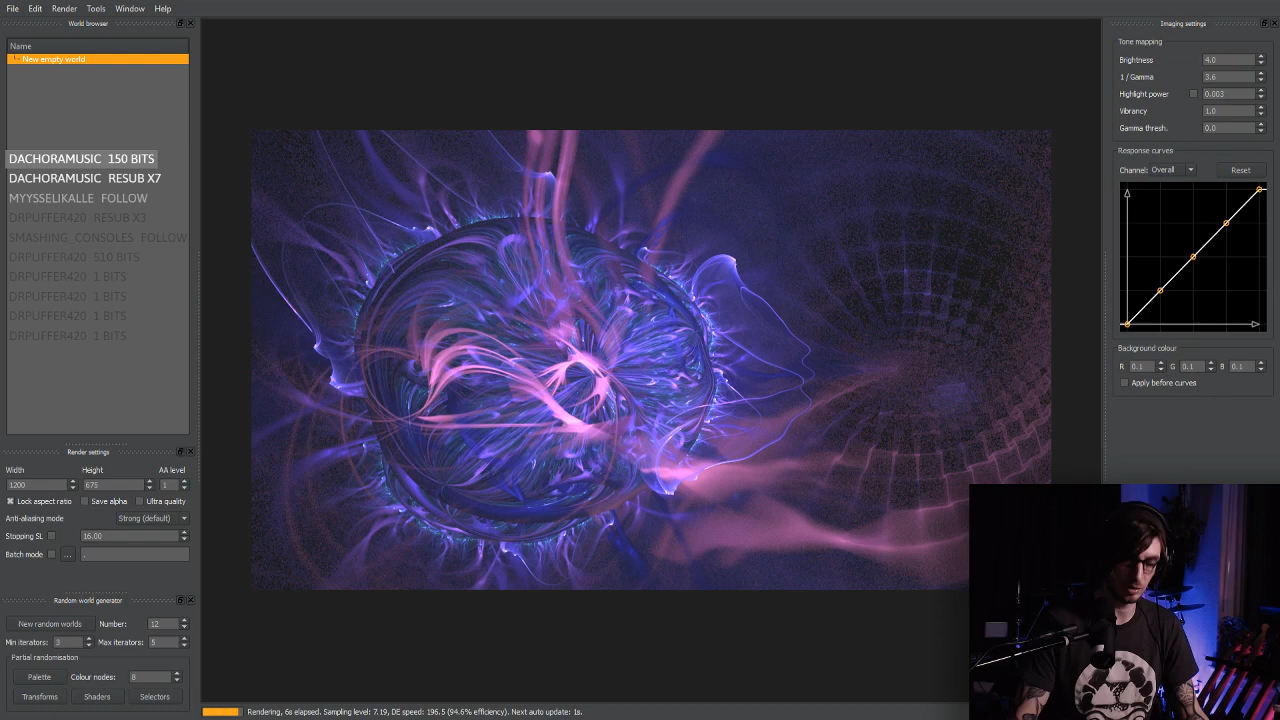 File Edit Render Tools Window Help
World browser
Name
New empty world
DACHORAMUSIC 150 BITS
DACHORAMUSIC RESUB X7
MYYSSELIKALLE FOLLOW
DRPUFFER420 RESUB X3
SMASHING_CONSOLES FOLLOW
DRPUFFER420 510 BITS
DRPUFFER420 1 BITS
DRPUFFER420 1 BITS
DRPUFFER420 1 BITS
DRPUFFER420 1 BITS
Render settings
Width Height AA level
1200 675 1
Lock aspect ratio Save alpha Ultra quality
Anti-aliasing mode Strong (default)
Stopping SL 16.00
Batch mode ... .
Random world generator
New random worlds Number: 12
Min iterators: 3 Max iterators: 5
Partial randomisation
Palette Colour nodes: 8
Transforms Shaders Selectors
Rendering, 6s elapsed. Sampling level: 7.19, DE speed: 196.5 (94.6% efficiency). Next auto update: 1s.
Imaging settings
Tone mapping
Brightness 4.0
1 / Gamma 3.6
Highlight power 0.003
Vibrancy 1.0
Gamma thresh. 0.0
Response curves
Channel: Overall Reset
Background colour
R 0.1 G 0.1 B 0.1
Apply before curves